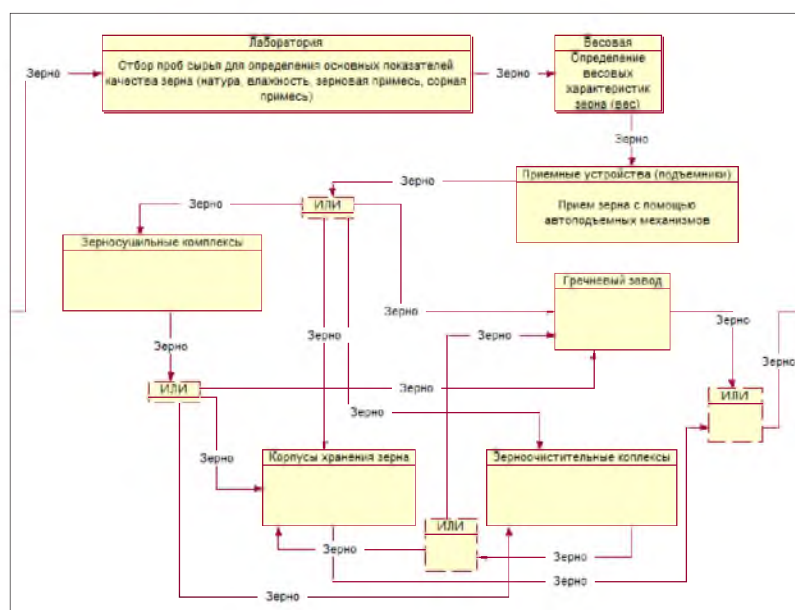 Лаборатория
Отбор проб сырья для определения основных показателей
качества зерна (натура, влажность, зерновая примесь, сорная
примесь)
Весовая
Определение
весовых
характеристик
зерна (вес)
Зерно
Зерно
Зерно
Приемные устройства (подъемники)
Прием зерна с помощью
автоподъемных механизмов
Зерно
ИЛИ
Зерно
Зерносушильные комплексы
Гречневый завод
Зерно
Зерно
Зерно
Зерно
Зерно
Зерно
Зерно
ИЛИ
Зерно
ИЛИ
Зерно
Зерно
Корпусы хранения зерна
Зерноочистительные коплексы
ИЛИ
Зерно
Зерно
Зерно
Зерно